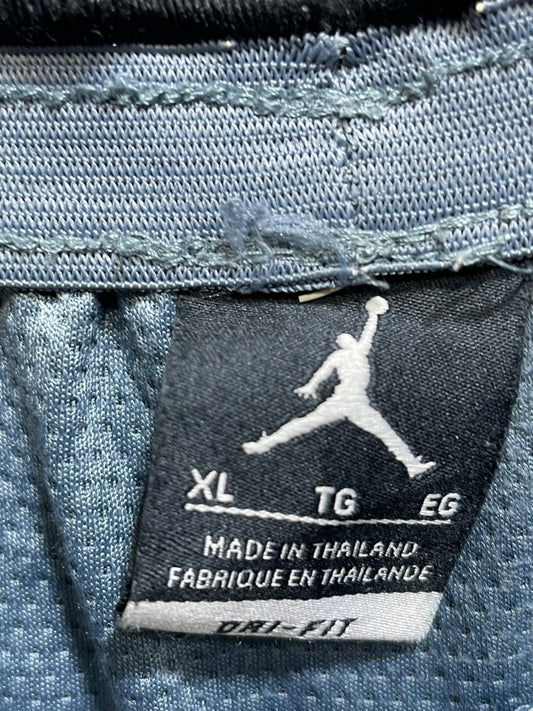 XL TG EG
MADE IN THAILAND
FABRIQUE EN THAILANDE
DRI-FIT